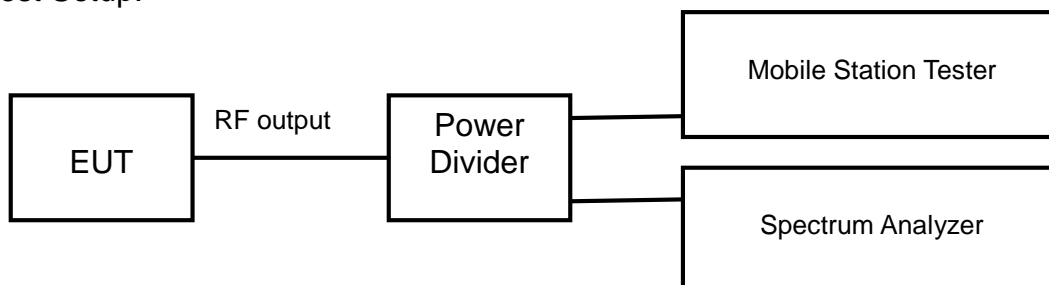 EUT
RF output
Power
Divider
Mobile Station Tester
Spectrum Analyzer